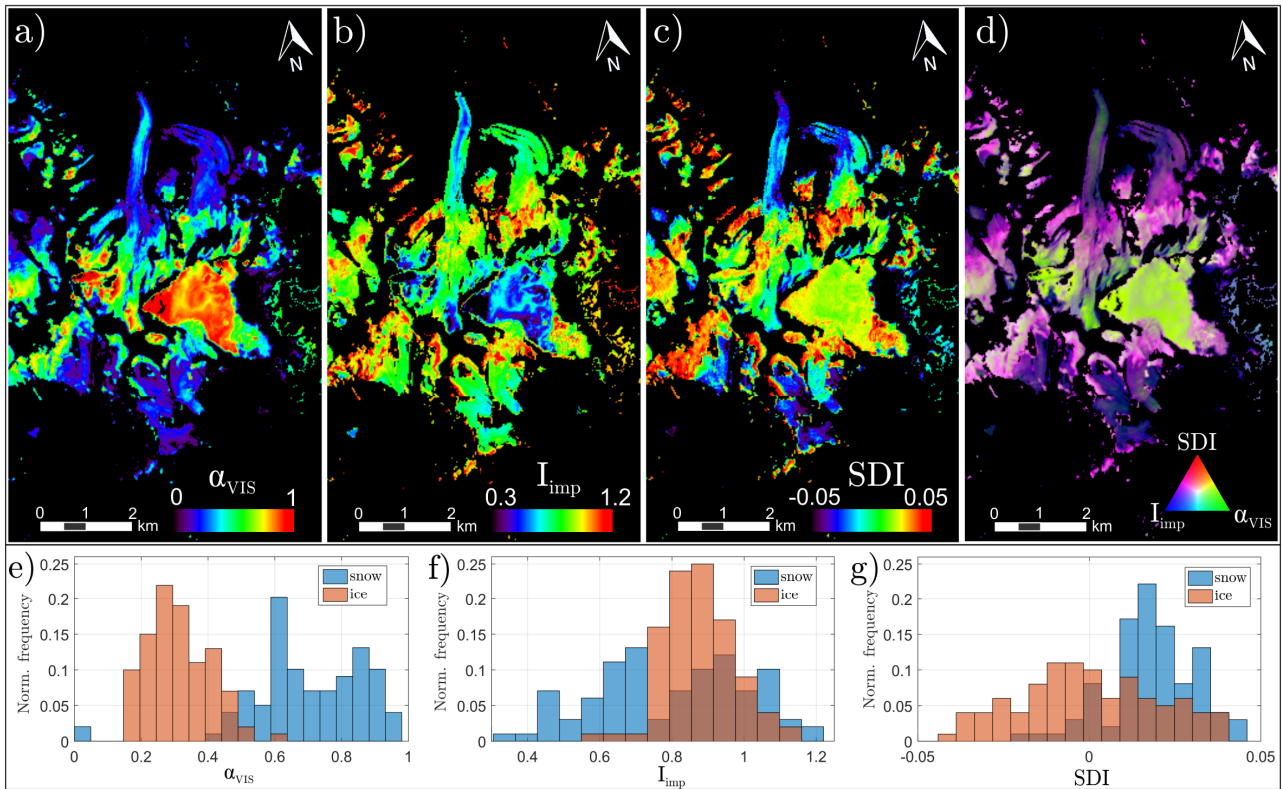 a) b) c) d)
N N N N
SDI
α_VIS I_imp SDI I_imp α_VIS
0 1 0.3 1.2 -0.05 0.05
0 1 2 km 0 1 2 km 0 1 2 km 0 1 2 km
e) f) g)
snow snow snow
ice ice ice
Norm. frequency Norm. frequency Norm. frequency
0.25 0.25 0.25
0.2 0.2 0.2
0.15 0.15 0.15
0.1 0.1 0.1
0.05 0.05 0.05
0 0 0
0 0.2 0.4 0.6 0.8 1 0.4 0.6 0.8 1 1.2 -0.05 0 0.05
α_VIS I_imp SDI